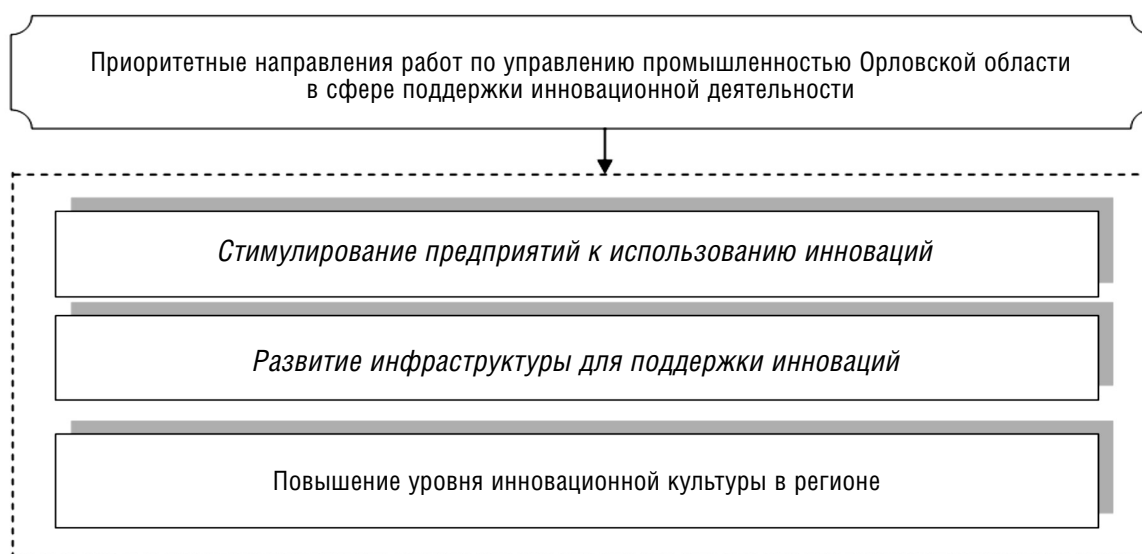 Приоритетные направления работ по управлению промышленностью Орловской области
в сфере поддержки инновационной деятельности
Стимулирование предприятий к использованию инноваций
Развитие инфраструктуры для поддержки инноваций
Повышение уровня инновационной культуры в регионе